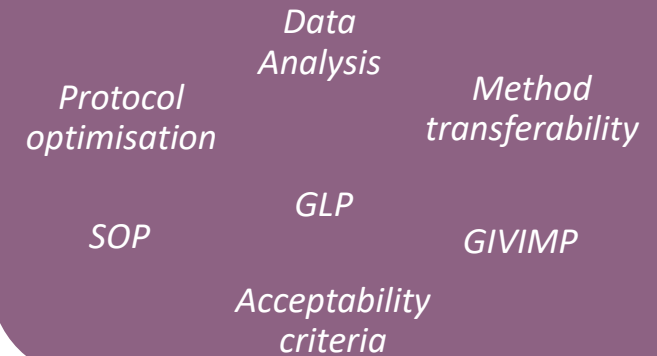 Data
Analysis
Protocol
optimisation
Method
transferability
GLP
SOP
GIVIMP
Acceptability
criteria